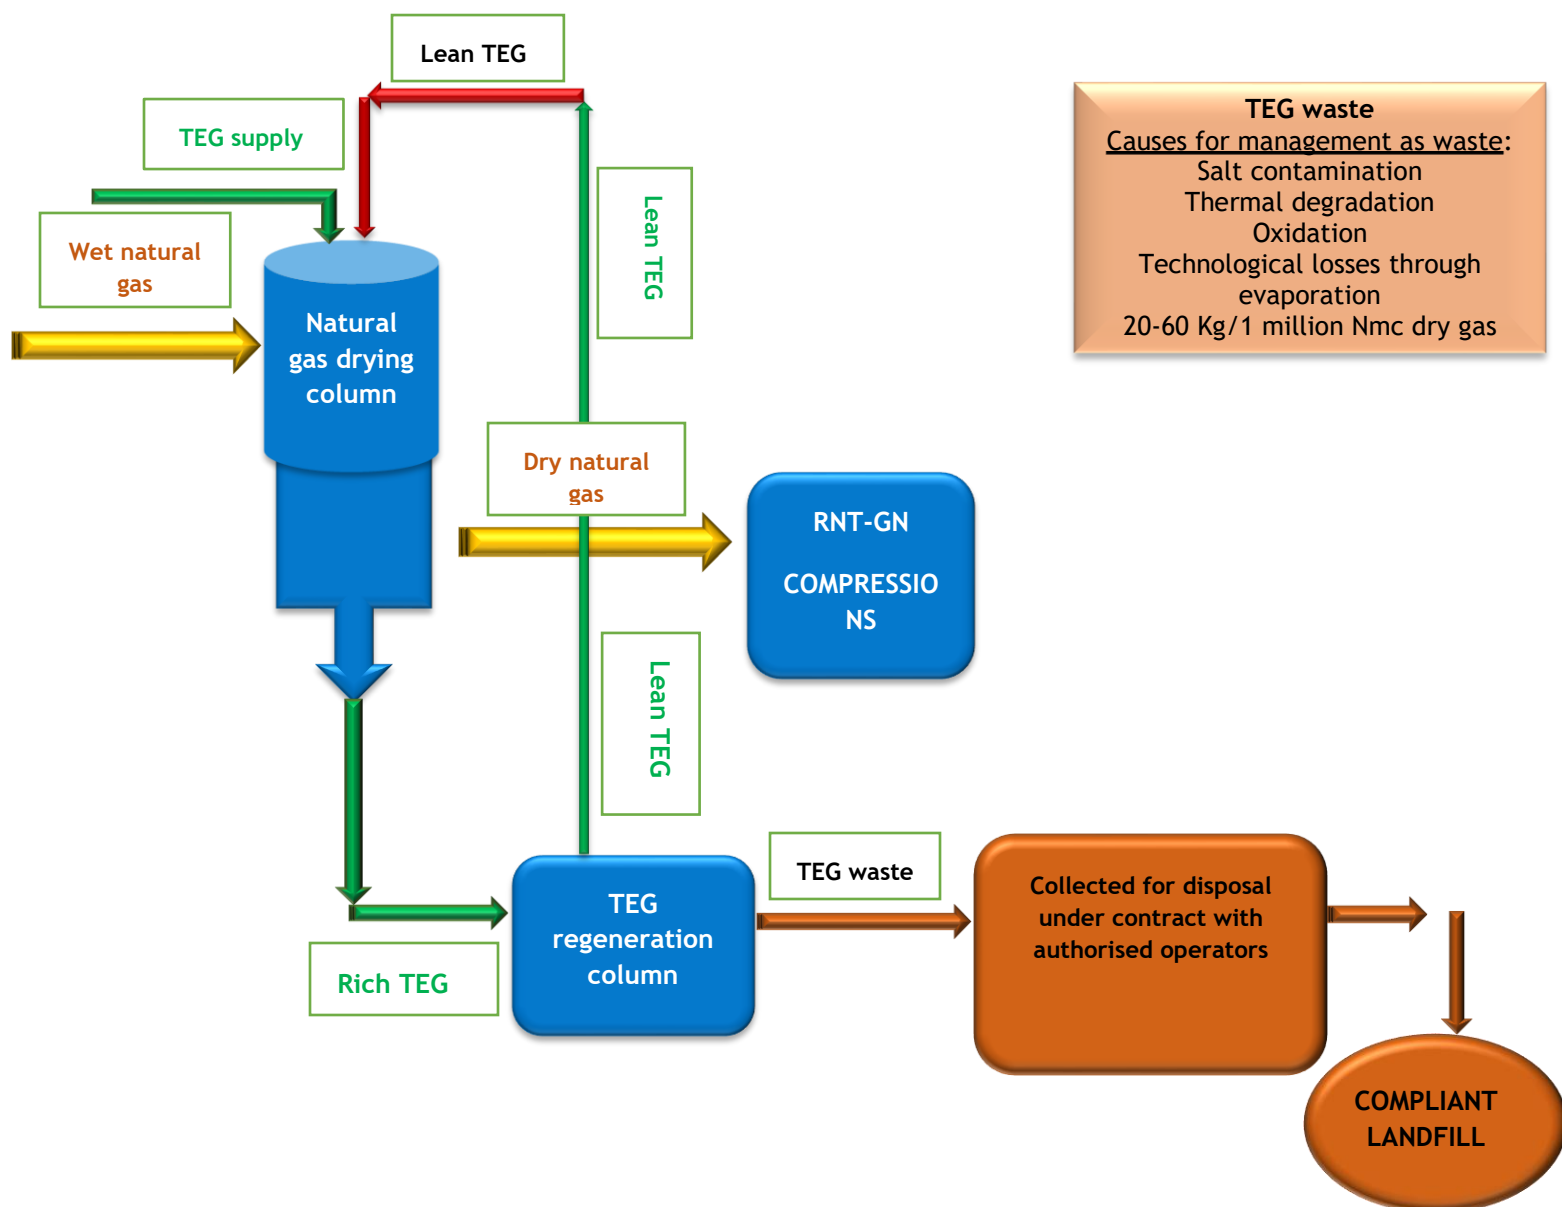 Lean TEG
TEG supply
Wet natural
gas
Natural
gas drying
column
Lean TEG
TEG waste
Causes for management as waste:
Salt contamination
Thermal degradation
Oxidation
Technological losses through
evaporation
20-60 Kg/1 million Nmc dry gas
Dry natural
gas
RNT-GN
COMPRESSIO
NS
Lean TEG
Rich TEG
TEG
regeneration
column
TEG waste
Collected for disposal
under contract with
authorised operators
COMPLIANT
LANDFILL